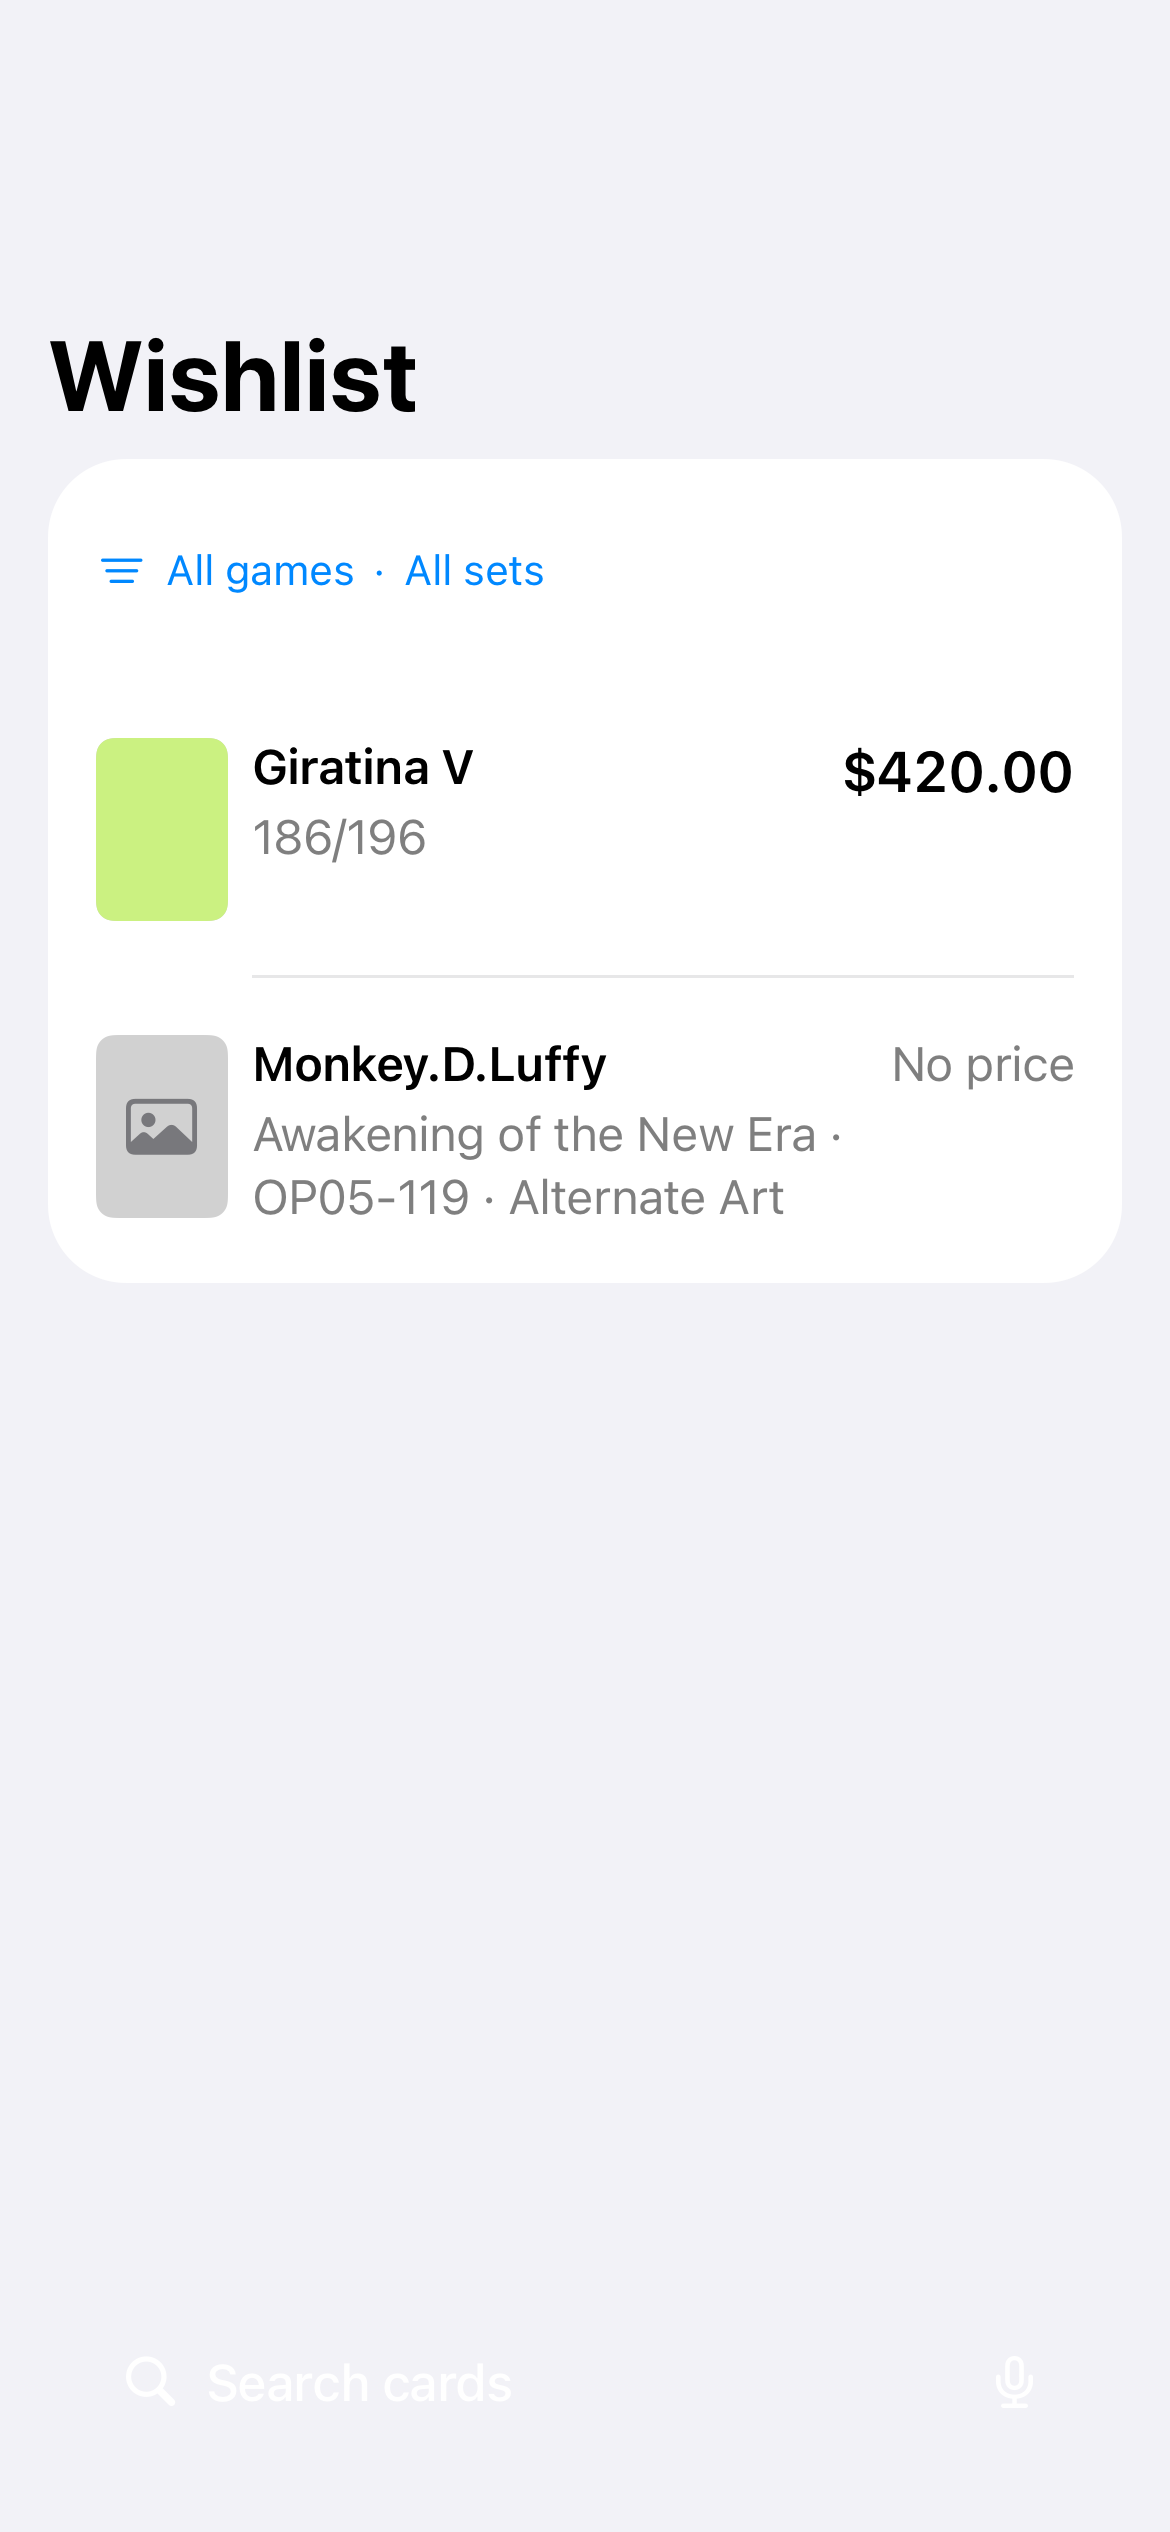 Wishlist
All games · All sets
Giratina V
$420.00
186/196
Monkey.D.Luffy
No price
Awakening of the New Era ·
OP05-119 · Alternate Art
Search cards